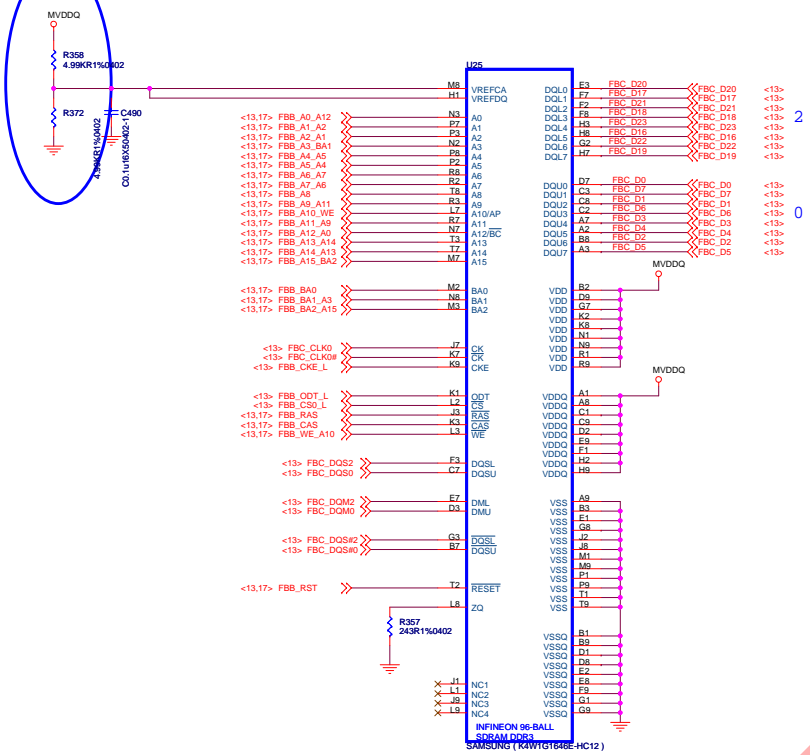 MVDDQ
R358
4.99KR1%0402
R372
4.99KR1%0402
C490
C0.1u16X50402-1
U25
M8 VREFCA
H1 VREFDQ
<13,17> FBB_A0_A12 N3 A0
<13,17> FBB_A1_A2 P7 A1
<13,17> FBB_A2_A1 P3 A2
<13,17> FBB_A3_BA1 N2 A3
<13,17> FBB_A4_A5 P8 A4
<13,17> FBB_A5_A4 P2 A5
<13,17> FBB_A6_A7 R8 A6
<13,17> FBB_A7_A6 R2 A7
<13,17> FBB_A8 T8 A8
<13,17> FBB_A9_A11 R3 A9
<13,17> FBB_A10_WE L7 A10/AP
<13,17> FBB_A11_A9 R7 A11
<13,17> FBB_A12_A0 N7 A12/BC
<13,17> FBB_A13_A14 T3 A13
<13,17> FBB_A14_A13 T7 A14
<13,17> FBB_A15_BA2 M7 A15
<13,17> FBB_BA0 M2 BA0
<13,17> FBB_BA1_A3 N8 BA1
<13,17> FBB_BA2_A15 M3 BA2
<13> FBC_CLK0 J7 CK
<13> FBC_CLK0# K7 CK
<13> FBB_CKE_L K9 CKE
<13> FBB_ODT_L K1 ODT
<13> FBB_CS0_L L2 CS
<13,17> FBB_RAS J3 RAS
<13,17> FBB_CAS K3 CAS
<13,17> FBB_WE_A10 L3 WE
<13> FBC_DQS2 F3 DQSL
<13> FBC_DQS0 C7 DQSU
<13> FBC_DQM2 E7 DML
<13> FBC_DQM0 D3 DMU
<13> FBC_DQS#2 G3 DQSL
<13> FBC_DQS#0 B7 DQSU
<13,17> FBB_RST T2 RESET
L8 ZQ
R357
243R1%0402
J1 NC1
L1 NC2
J9 NC3
L9 NC4
DQL0 E3 FBC_D20 FBC_D20 <13>
DQL1 F7 FBC_D17 FBC_D17 <13>
DQL2 F2 FBC_D21 FBC_D21 <13>
DQL3 F8 FBC_D18 FBC_D18 <13>
DQL4 H3 FBC_D23 FBC_D23 <13>
DQL5 H8 FBC_D16 FBC_D16 <13>
DQL6 G2 FBC_D22 FBC_D22 <13>
DQL7 H7 FBC_D19 FBC_D19 <13>
2
DQU0 D7 FBC_D0 FBC_D0 <13>
DQU1 C3 FBC_D7 FBC_D7 <13>
DQU2 C8 FBC_D1 FBC_D1 <13>
DQU3 C2 FBC_D6 FBC_D6 <13>
DQU4 A7 FBC_D3 FBC_D3 <13>
DQU5 A2 FBC_D4 FBC_D4 <13>
DQU6 B8 FBC_D2 FBC_D2 <13>
DQU7 A3 FBC_D5 FBC_D5 <13>
0
MVDDQ
VDD B2
VDD D9
VDD G7
VDD K2
VDD K8
VDD N1
VDD N9
VDD R1
VDD R9
MVDDQ
VDDQ A1
VDDQ A8
VDDQ C1
VDDQ C9
VDDQ D2
VDDQ E9
VDDQ F1
VDDQ H2
VDDQ H9
VSS A9
VSS B3
VSS E1
VSS G8
VSS J2
VSS J8
VSS M1
VSS M9
VSS P1
VSS P9
VSS T1
VSS T9
VSSQ B1
VSSQ B9
VSSQ D1
VSSQ D8
VSSQ E2
VSSQ E8
VSSQ F9
VSSQ G1
VSSQ G9
INFINEON 96-BALL
SDRAM DDR3
SAMSUNG ( K4W1G1646E-HC12 )